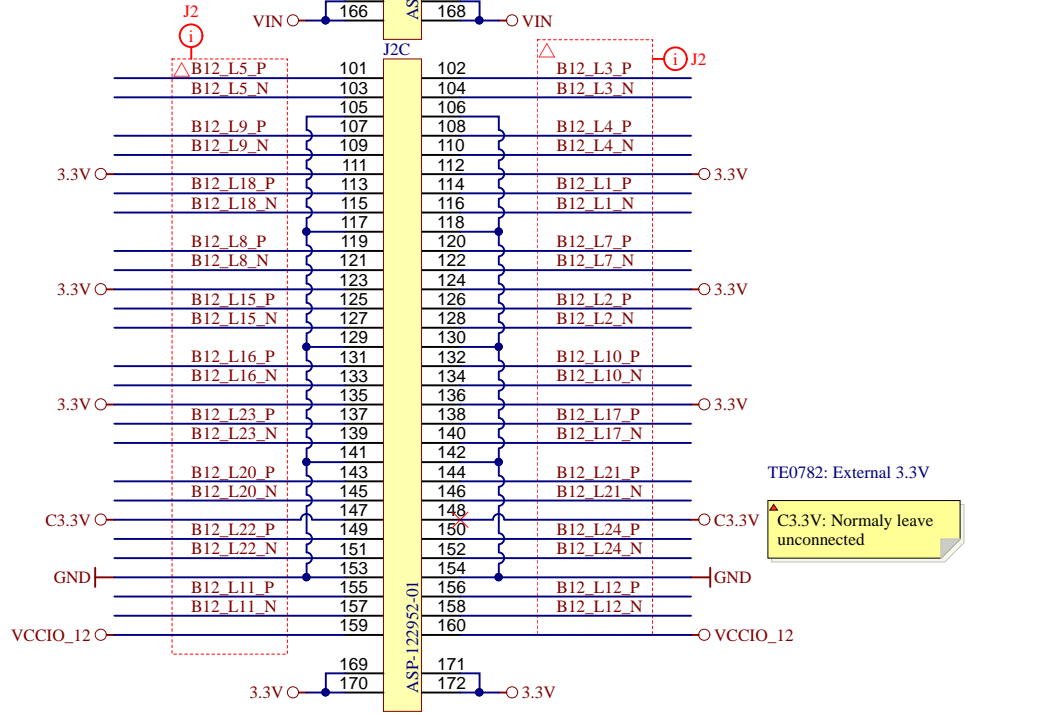 VIN 166 AS 168 VIN
J2
i
J2C
i J2
B12_L5_P 101 102 B12_L3_P
B12_L5_N 103 104 B12_L3_N
105 106
B12_L9_P 107 108 B12_L4_P
B12_L9_N 109 110 B12_L4_N
3.3V 111 112 3.3V
B12_L18_P 113 114 B12_L1_P
B12_L18_N 115 116 B12_L1_N
117 118
B12_L8_P 119 120 B12_L7_P
B12_L8_N 121 122 B12_L7_N
3.3V 123 124 3.3V
B12_L15_P 125 126 B12_L2_P
B12_L15_N 127 128 B12_L2_N
129 130
B12_L16_P 131 132 B12_L10_P
B12_L16_N 133 134 B12_L10_N
3.3V 135 136 3.3V
B12_L23_P 137 138 B12_L17_P
B12_L23_N 139 140 B12_L17_N
141 142
B12_L20_P 143 144 B12_L21_P
B12_L20_N 145 146 B12_L21_N
C3.3V 147 148 C3.3V
B12_L22_P 149 150 B12_L24_P
B12_L22_N 151 152 B12_L24_N
GND 153 154 GND
B12_L11_P 155 156 B12_L12_P
B12_L11_N 157 158 B12_L12_N
VCCIO_12 159 160 VCCIO_12
169 171
3.3V 170 172 3.3V
ASP-122952-01
TE0782: External 3.3V
C3.3V: Normaly leave
unconnected